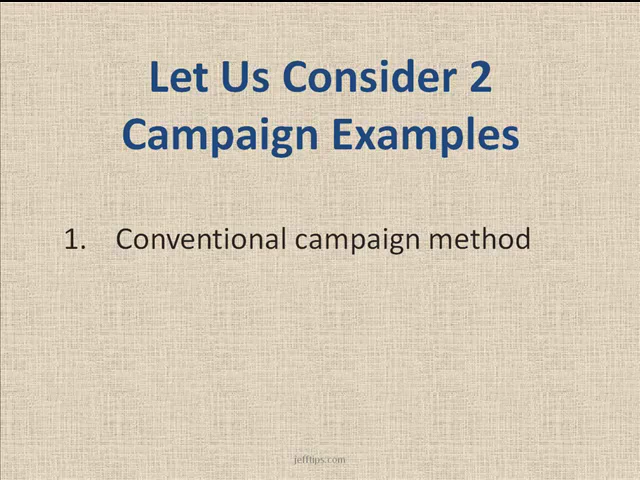 Let Us Consider 2
Campaign Examples
1. Conventional campaign method
jefftips.com